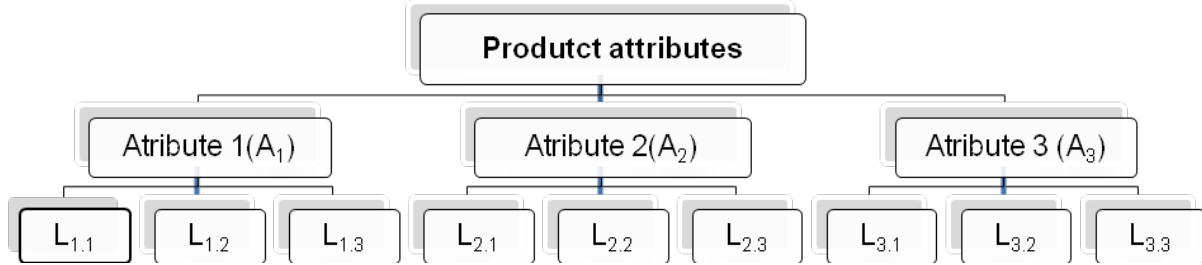 Produtct attributes
Atribute 1(A₁)
Atribute 2(A₂)
Atribute 3 (A₃)
L₁.₁
L₁.₂
L₁.₃
L₂.₁
L₂.₂
L₂.₃
L₃.₁
L₃.₂
L₃.₃